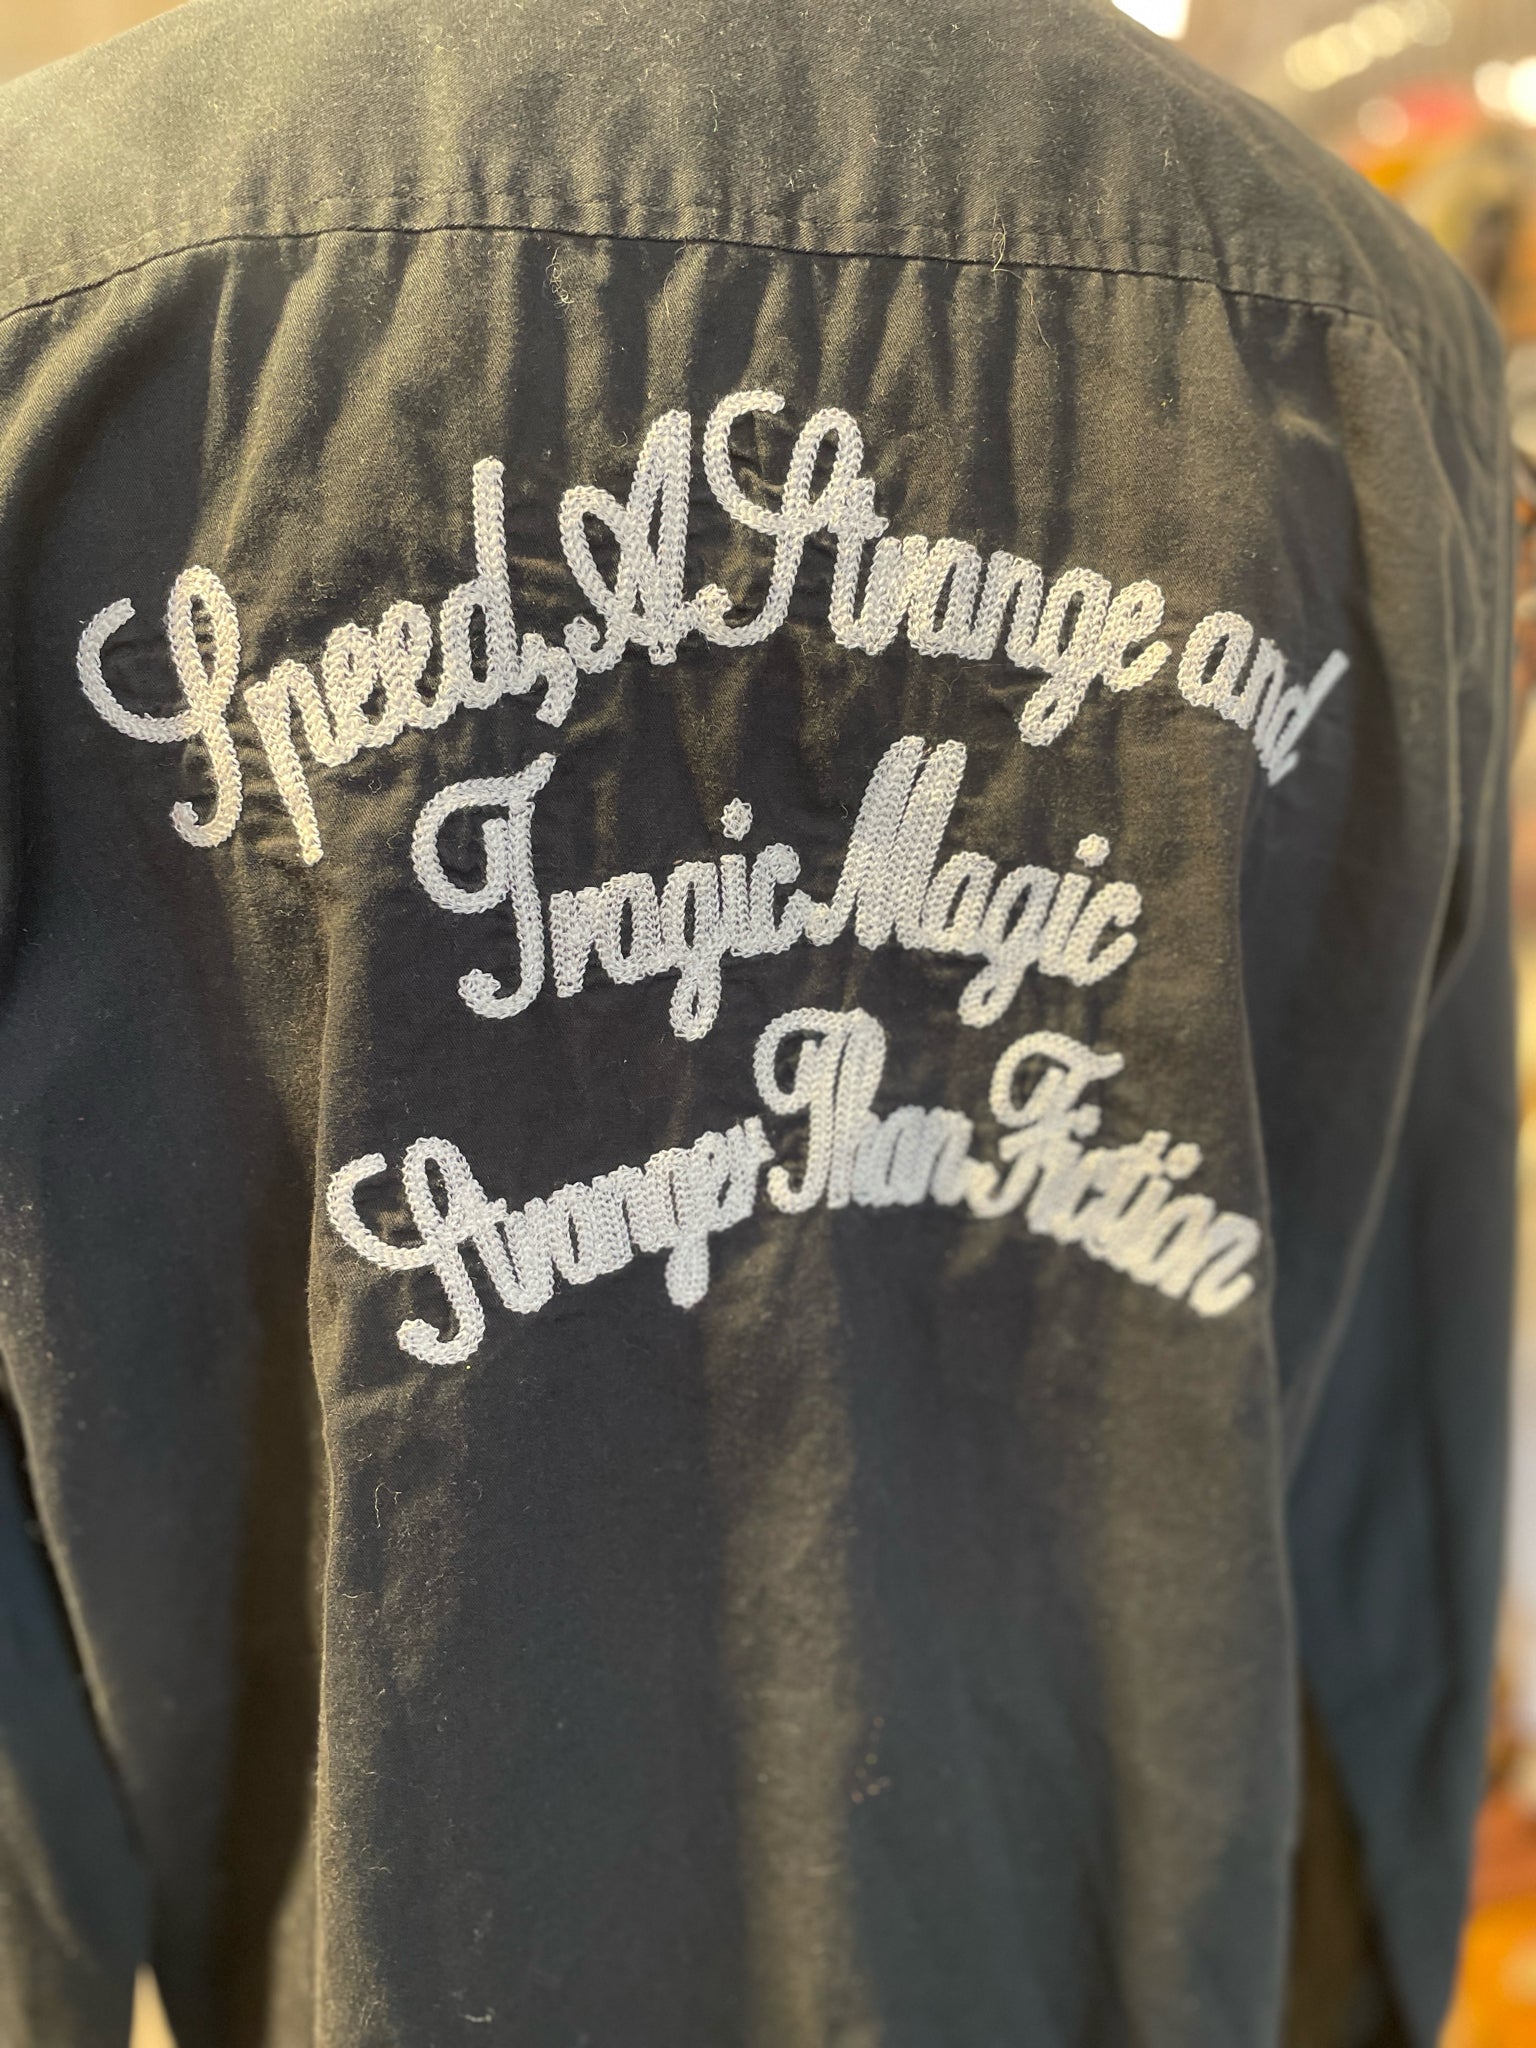 Speed, A Strange and
Tragic Magic
Stranger Than Fiction